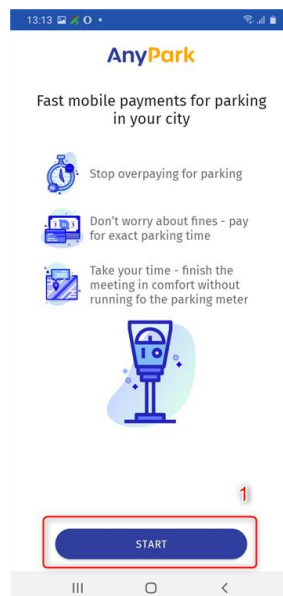 13:13
AnyPark
Fast mobile payments for parking
in your city
Stop overpaying for parking
Don't worry about fines - pay
for exact parking time
Take your time - finish the
meeting in comfort without
running fo the parking meter
1
START